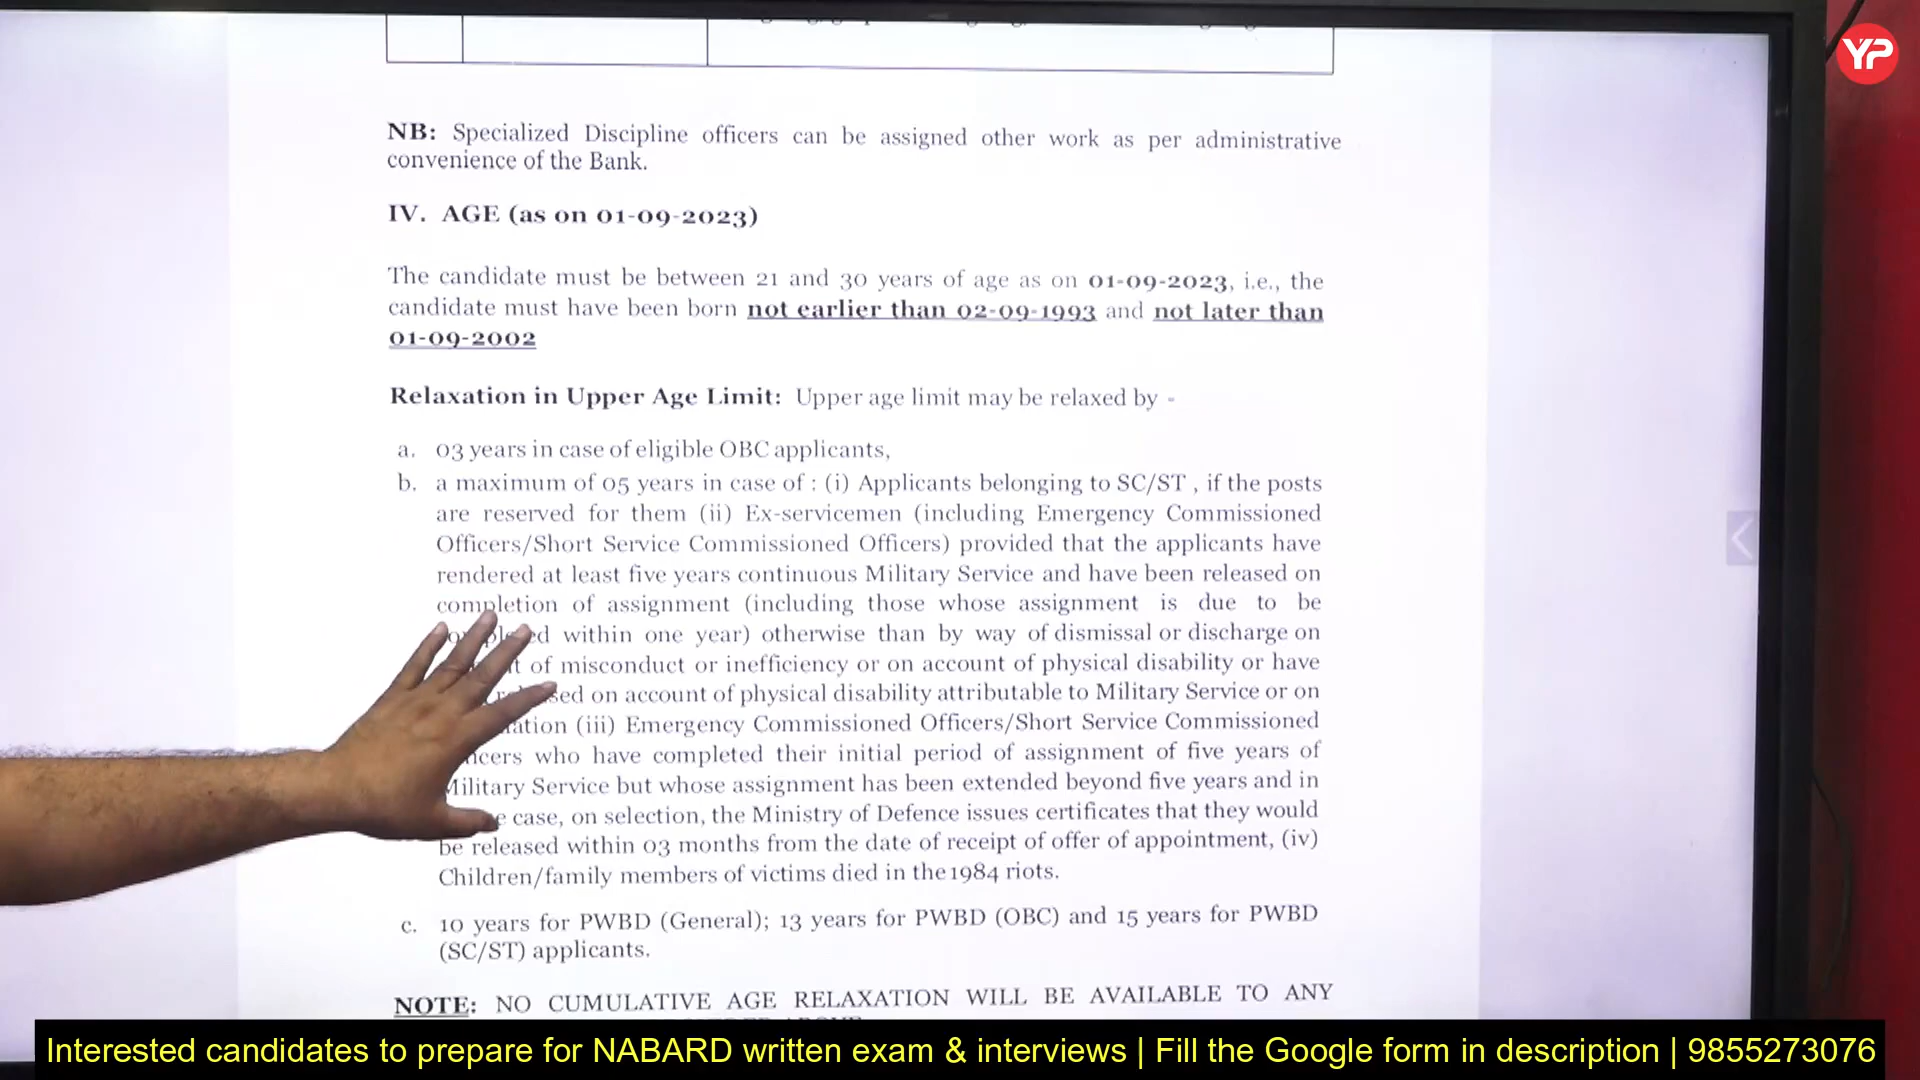 YP
NB: Specialized Discipline officers can be assigned other work as per administrative
convenience of the Bank.
IV. AGE (as on 01-09-2023)
The candidate must be between 21 and 30 years of age as on 01-09-2023, i.e., the
candidate must have been born not earlier than 02-09-1993 and not later than
01-09-2002
Relaxation in Upper Age Limit: Upper age limit may be relaxed by -
a. 03 years in case of eligible OBC applicants,
b. a maximum of 05 years in case of : (i) Applicants belonging to SC/ST , if the posts
are reserved for them (ii) Ex-servicemen (including Emergency Commissioned
Officers/Short Service Commissioned Officers) provided that the applicants have
rendered at least five years continuous Military Service and have been released on
completion of assignment (including those whose assignment is due to be
within one year) otherwise than by way of dismissal or discharge on
of misconduct or inefficiency or on account of physical disability or have
on account of physical disability attributable to Military Service or on
(iii) Emergency Commissioned Officers/Short Service Commissioned
who have completed their initial period of assignment of five years of
Military Service but whose assignment has been extended beyond five years and in
case, on selection, the Ministry of Defence issues certificates that they would
be released within 03 months from the date of receipt of offer of appointment, (iv)
Children/family members of victims died in the 1984 riots.
c. 10 years for PWBD (General); 13 years for PWBD (OBC) and 15 years for PWBD
(SC/ST) applicants.
NOTE: NO CUMULATIVE AGE RELAXATION WILL BE AVAILABLE TO ANY
Interested candidates to prepare for NABARD written exam & interviews | Fill the Google form in description | 9855273076